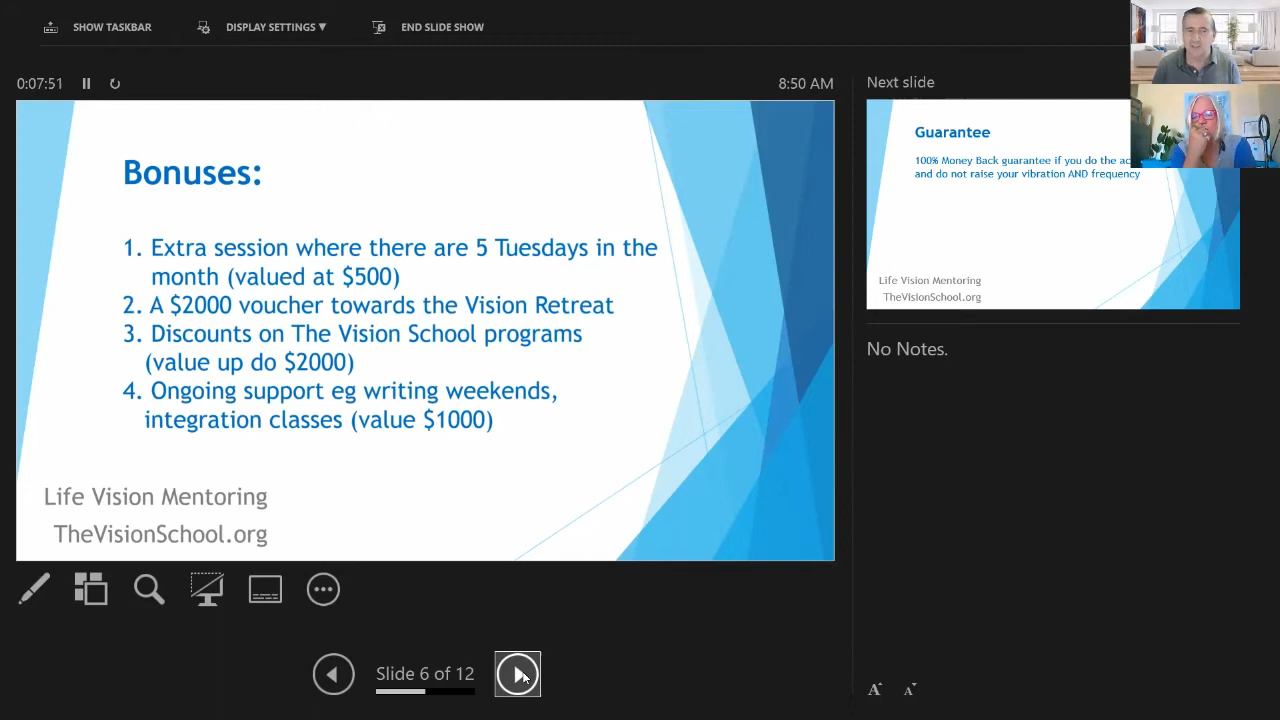 SHOW TASKBAR
DISPLAY SETTINGS ▼
END SLIDE SHOW
0:07:51
8:50 AM
Bonuses:
1. Extra session where there are 5 Tuesdays in the
month (valued at $500)
2. A $2000 voucher towards the Vision Retreat
3. Discounts on The Vision School programs
(value up do $2000)
4. Ongoing support eg writing weekends,
integration classes (value $1000)
Life Vision Mentoring
TheVisionSchool.org
Slide 6 of 12
Next slide
Guarantee
100% Money Back guarantee if you do the
and do not raise your vibration AND frequency
Life Vision Mentoring
TheVisionSchool.org
No Notes.
A A